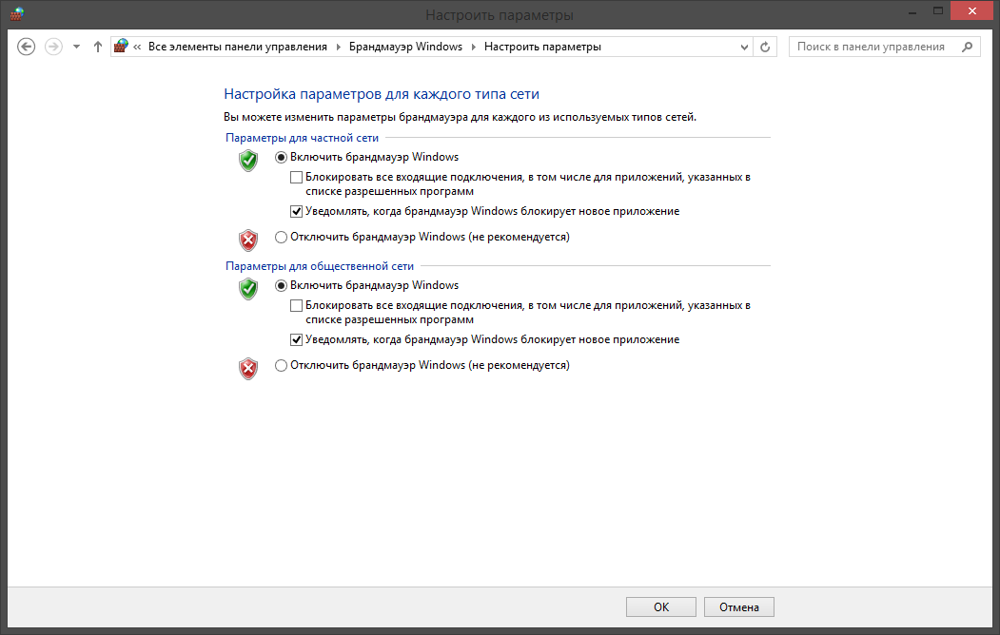 Настроить параметры
« Все элементы панели управления Брандмауэр Windows Настроить параметры
Поиск в панели управления
Настройка параметров для каждого типа сети
Вы можете изменить параметры брандмауэра для каждого из используемых типов сетей.
Параметры для частной сети
Включить брандмауэр Windows
Блокировать все входящие подключения, в том числе для приложений, указанных в
списке разрешенных программ
Уведомлять, когда брандмауэр Windows блокирует новое приложение
Отключить брандмауэр Windows (не рекомендуется)
Параметры для общественной сети
Включить брандмауэр Windows
Блокировать все входящие подключения, в том числе для приложений, указанных в
списке разрешенных программ
Уведомлять, когда брандмауэр Windows блокирует новое приложение
Отключить брандмауэр Windows (не рекомендуется)
ОК
Отмена